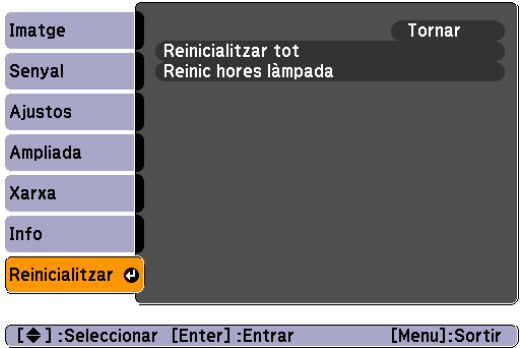 Imatge
Senyal
Ajustos
Ampliada
Xarxa
Info
Reinicialitzar
Tornar
Reinicialitzar tot
Reinic hores làmpada
[ ] :Seleccionar [Enter] :Entrar [Menu]:Sortir